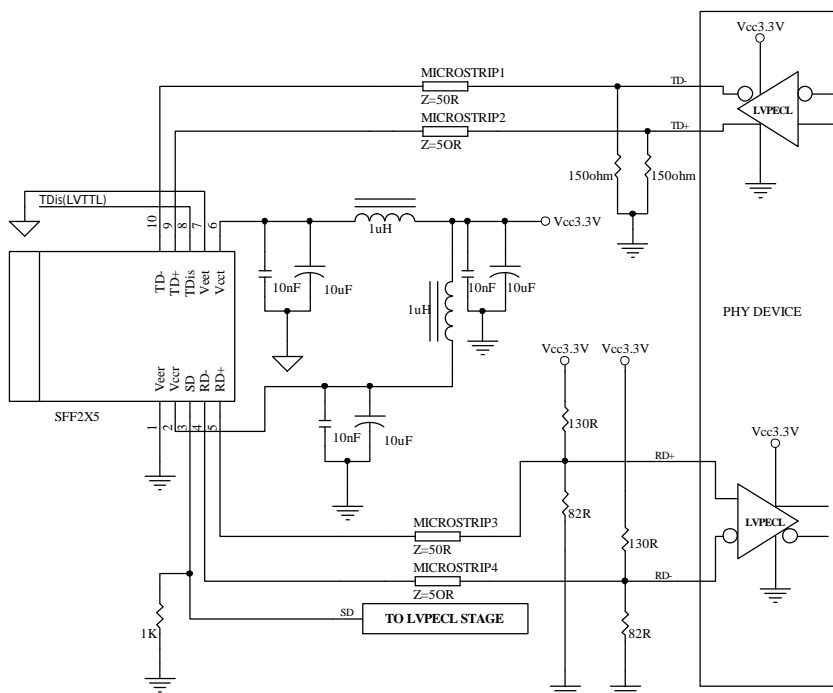 Vcc3.3V
MICROSTRIP1
TD-
Z=50R
LVPECL
MICROSTRIP2
TD+
Z=5OR
150ohm
150ohm
TDis(LVTTL)
10
9
8
7
6
1uH
Vcc3.3V
TD-
TD+
TDis
Veet
Vcct
10nF
10uF
10nF
10uF
1uH
PHY DEVICE
Veer
Vccr
SD
RD-
RD+
SFF2X5
1
2
3
4
5
10nF
10uF
Vcc3.3V
Vcc3.3V
130R
Vcc3.3V
RD+
82R
LVPECL
MICROSTRIP3
Z=50R
130R
MICROSTRIP4
Z=5OR
RD-
1K
SD
TO LVPECL STAGE
82R